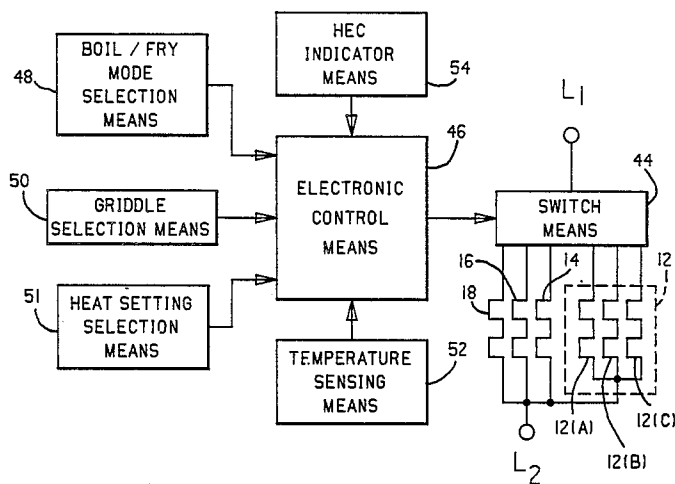 48
BOIL / FRY
MODE
SELECTION
MEANS
HEC
INDICATOR
MEANS
54
L1
50
GRIDDLE
SELECTION MEANS
46
ELECTRONIC
CONTROL
MEANS
44
SWITCH
MEANS
51
HEAT SETTING
SELECTION
MEANS
18
16
14
12
TEMPERATURE
SENSING
MEANS
52
12(A)
12(B)
12(C)
L2